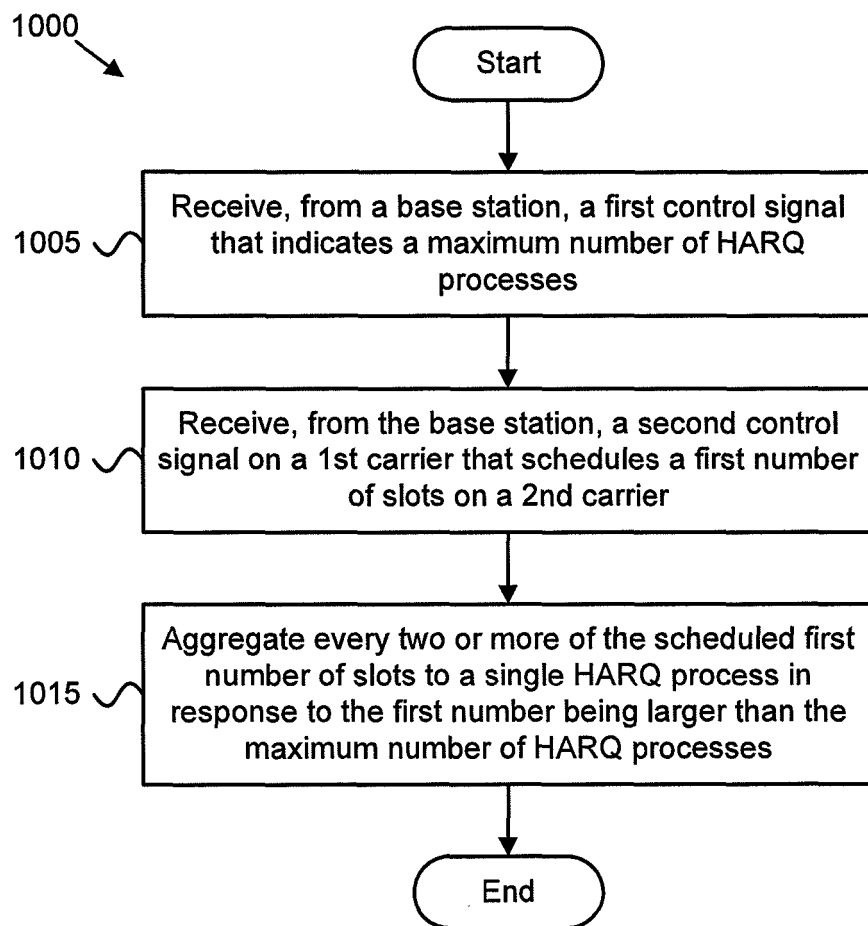 1000
Start
1005
Receive, from a base station, a first control signal
that indicates a maximum number of HARQ
processes
1010
Receive, from the base station, a second control
signal on a 1st carrier that schedules a first number
of slots on a 2nd carrier
1015
Aggregate every two or more of the scheduled first
number of slots to a single HARQ process in
response to the first number being larger than the
maximum number of HARQ processes
End